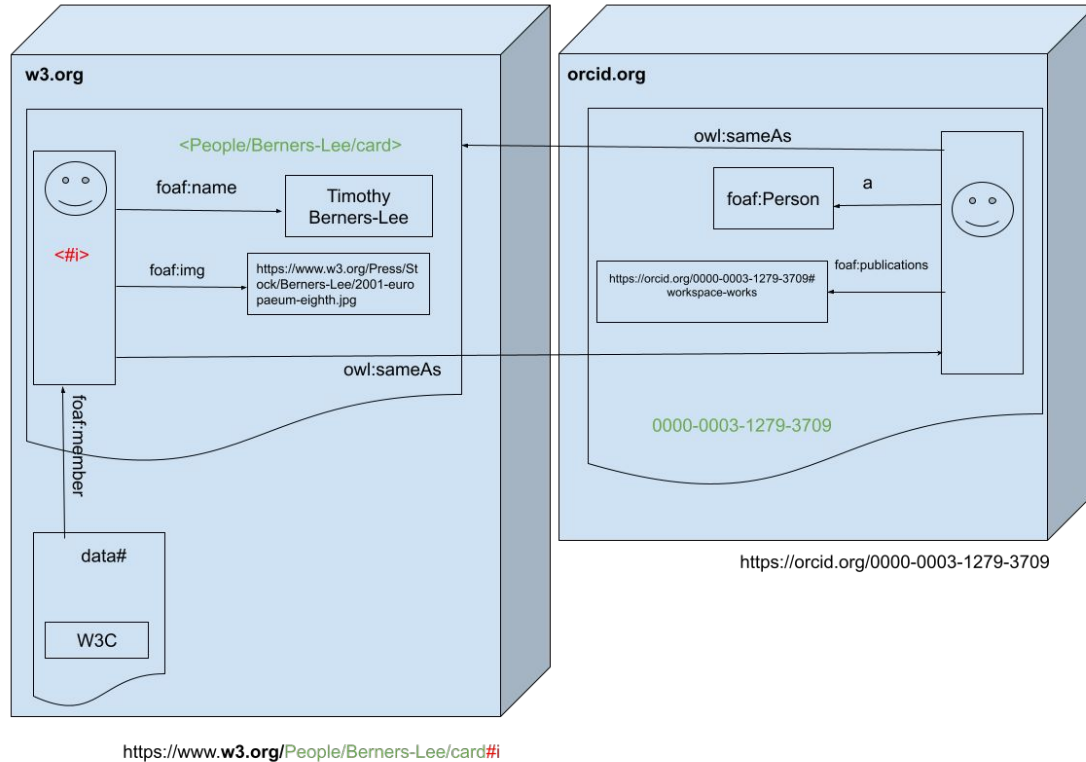 w3.org
<People/Berners-Lee/card>
foaf:name
Timothy
Berners-Lee
<#i>
foaf:img
https://www.w3.org/Press/St
ock/Berners-Lee/2001-euro
paeum-eighth.jpg
owl:sameAs
foaf:member
data#
W3C
https://www.w3.org/People/Berners-Lee/card#i
orcid.org
owl:sameAs
a
foaf:Person
foaf:publications
https://orcid.org/0000-0003-1279-3709#
workspace-works
0000-0003-1279-3709
https://orcid.org/0000-0003-1279-3709